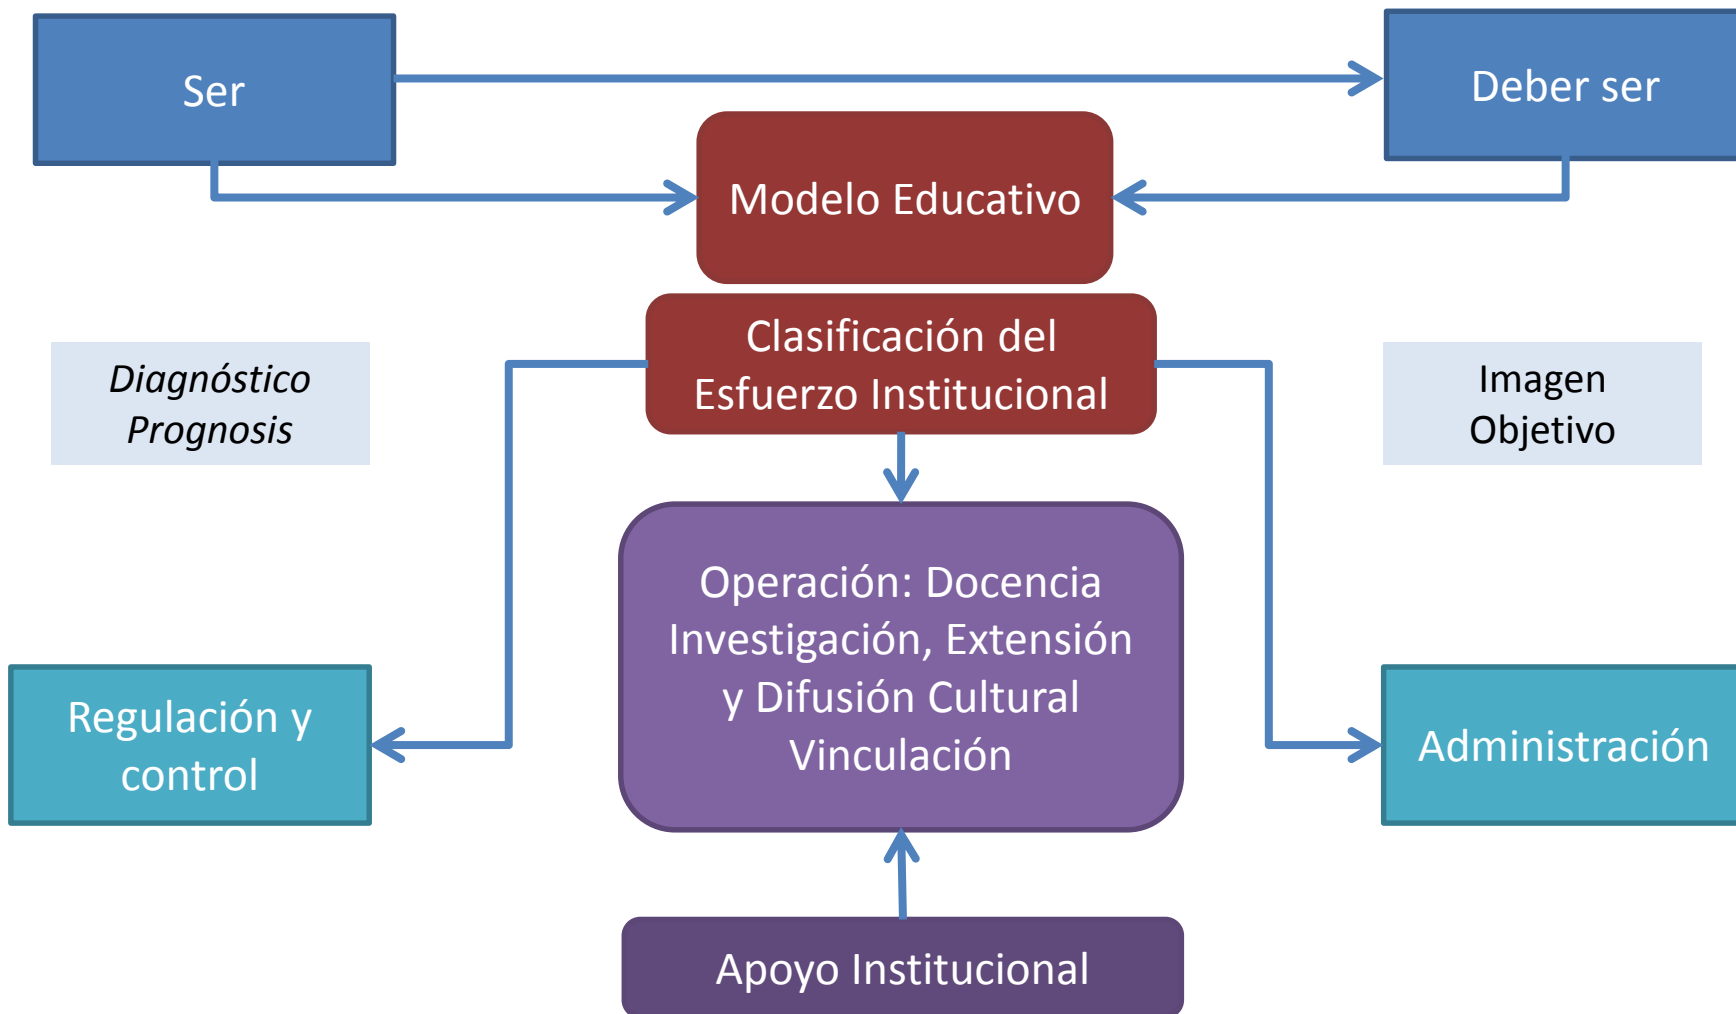 Ser
Deber ser
Modelo Educativo
Clasificación del
Esfuerzo Institucional
Diagnóstico
Prognosis
Imagen
Objetivo
Operación: Docencia
Investigación, Extensión
y Difusión Cultural
Vinculación
Regulación y
control
Administración
Apoyo Institucional